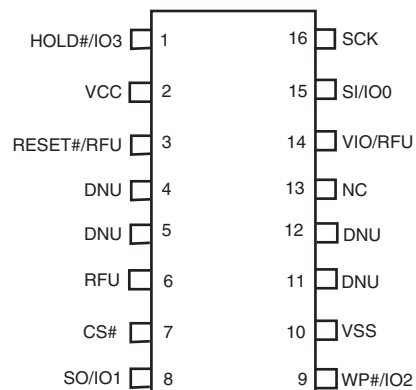 HOLD#/IO3 1 16 SCK
VCC 2 15 SI/IO0
RESET#/RFU 3 14 VIO/RFU
DNU 4 13 NC
DNU 5 12 DNU
RFU 6 11 DNU
CS# 7 10 VSS
SO/IO1 8 9 WP#/IO2